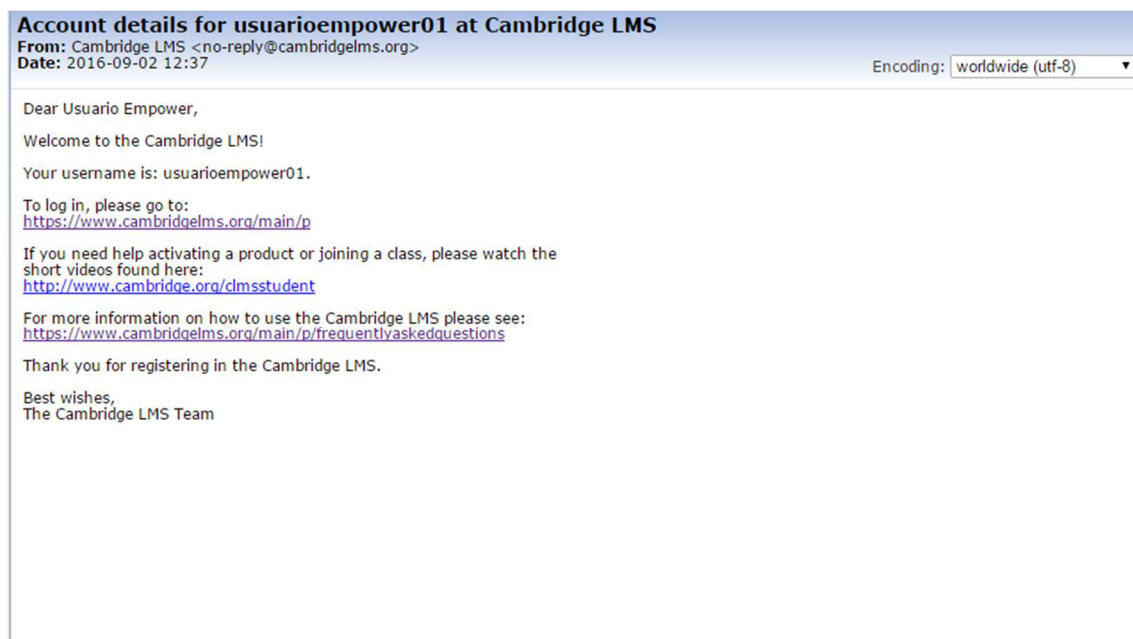 Account details for usuarioempower01 at Cambridge LMS
From: Cambridge LMS <no-reply@cambridgelms.org>
Date: 2016-09-02 12:37
Encoding: worldwide (utf-8)
Dear Usuario Empower,
Welcome to the Cambridge LMS!
Your username is: usuarioempower01.
To log in, please go to:
https://www.cambridgelms.org/main/p
If you need help activating a product or joining a class, please watch the
short videos found here:
http://www.cambridge.org/clmsstudent
For more information on how to use the Cambridge LMS please see:
https://www.cambridgelms.org/main/p/frequentlyaskedquestions
Thank you for registering in the Cambridge LMS.
Best wishes,
The Cambridge LMS Team